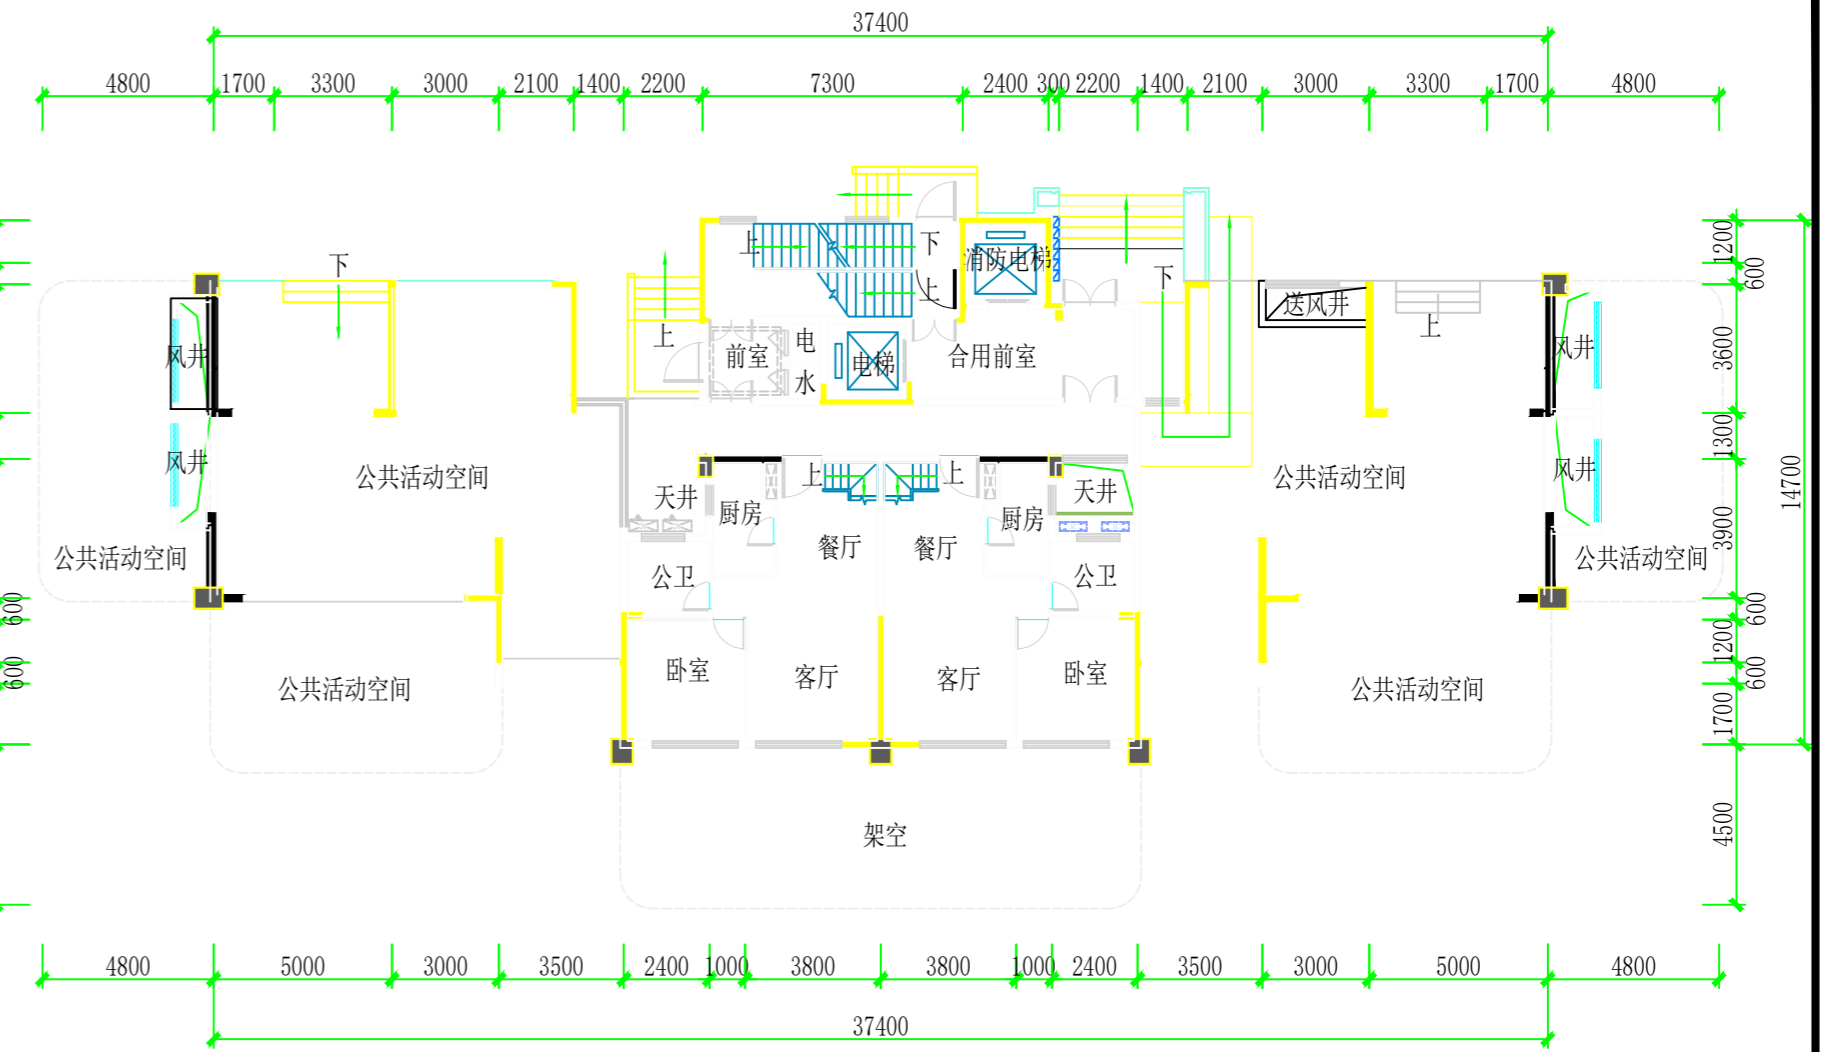 37400
4800 1700 3300 3000 2100 1400 2200 7300 2400 300 2200 1400 2100 3000 3300 1700 4800
下
上
下
消防电梯
下
1200
600
上
送风井
上
上
风井
前室
电
水
电梯
合用前室
风井
3600
风井
公共活动空间
上
上
公共活动空间
风井
1300
14700
天井
厨房
厨房
天井
3900
公共活动空间
餐厅
餐厅
公共活动空间
公卫
公卫
600
600
1200
600
600
1700
公共活动空间
卧室
客厅
客厅
卧室
公共活动空间
架空
4500
4800 5000 3000 3500 2400 1000 3800 3800 1000 2400 3500 3000 5000 4800
37400